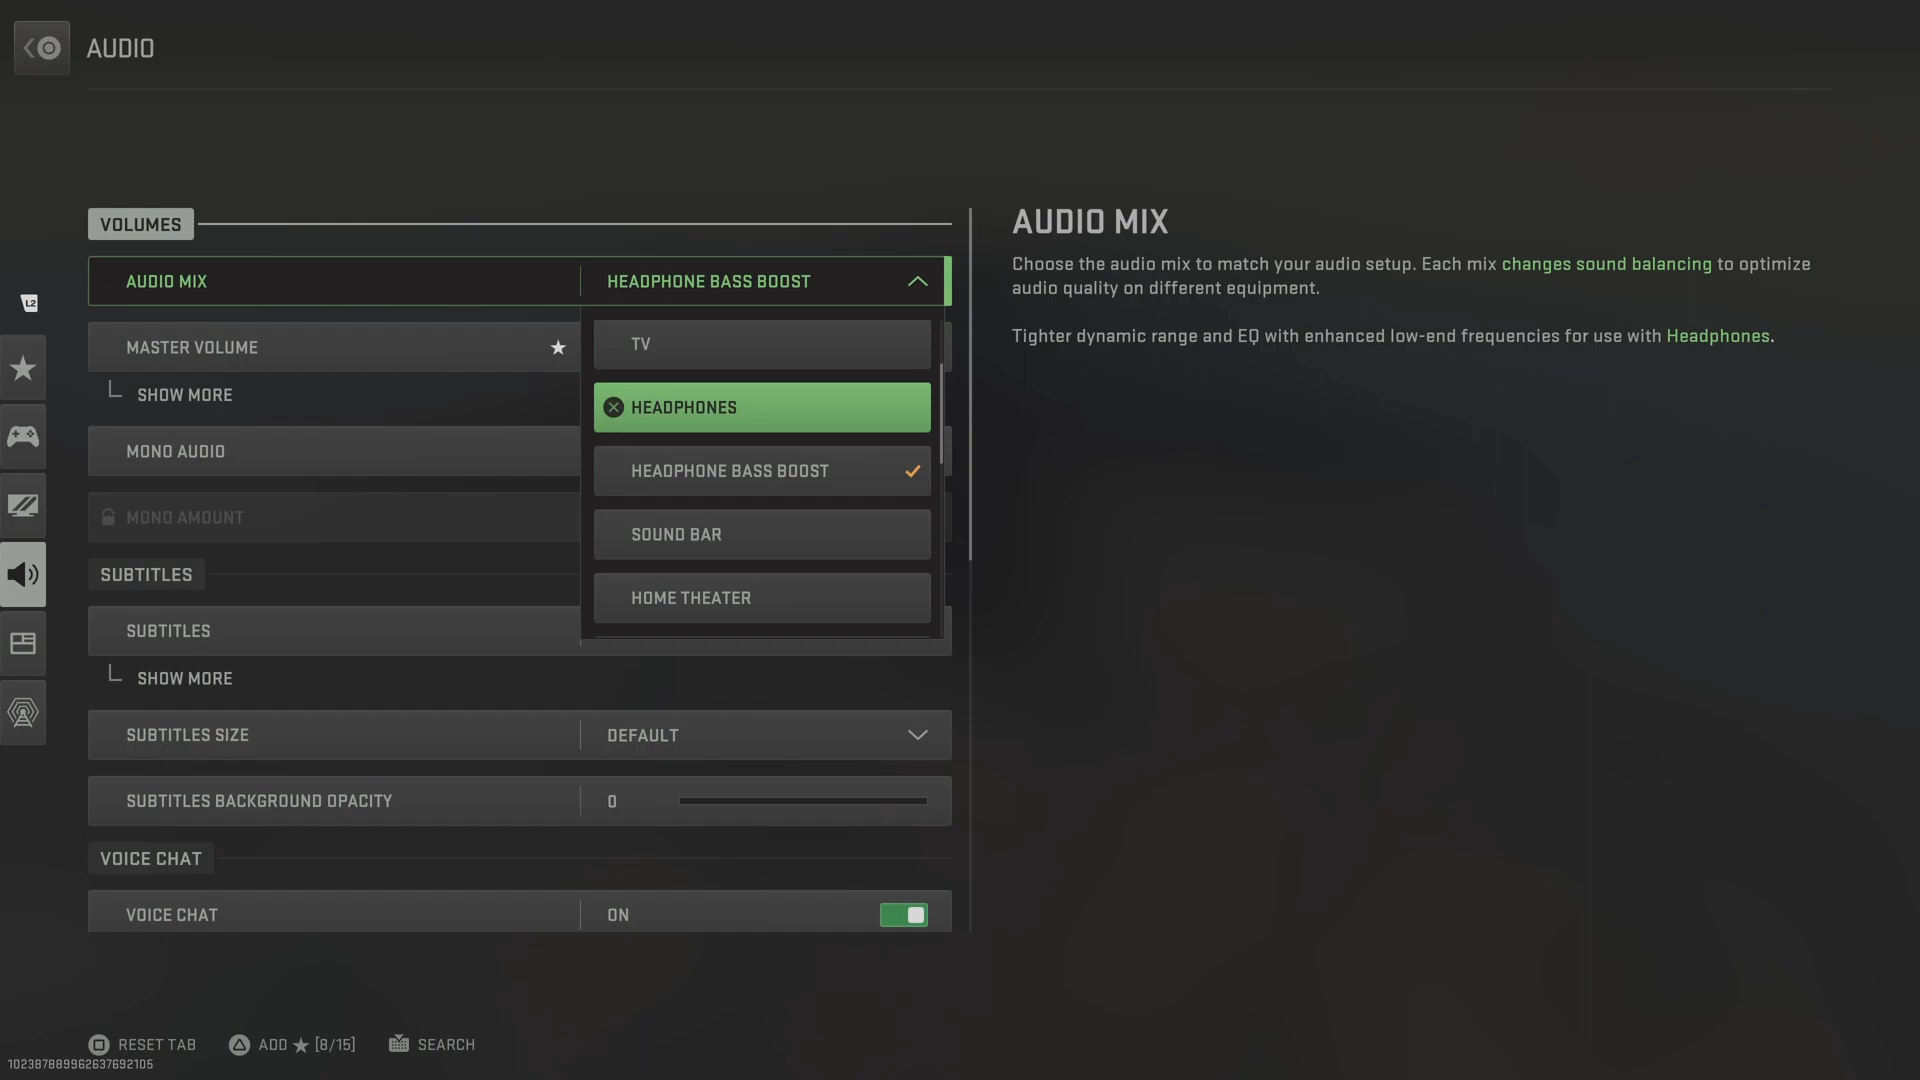 AUDIO
VOLUMES
AUDIO MIX
HEADPHONE BASS BOOST
L2
MASTER VOLUME
SHOW MORE
MONO AUDIO
MONO AMOUNT
TV
HEADPHONES
HEADPHONE BASS BOOST
SOUND BAR
HOME THEATER
SUBTITLES
SUBTITLES
SHOW MORE
SUBTITLES SIZE
DEFAULT
SUBTITLES BACKGROUND OPACITY
0
VOICE CHAT
VOICE CHAT
ON
AUDIO MIX
Choose the audio mix to match your audio setup. Each mix changes sound balancing to optimize
audio quality on different equipment.
Tighter dynamic range and EQ with enhanced low-end frequencies for use with Headphones.
RESET TAB
ADD ★ [8/15]
SEARCH
102387889962637692105